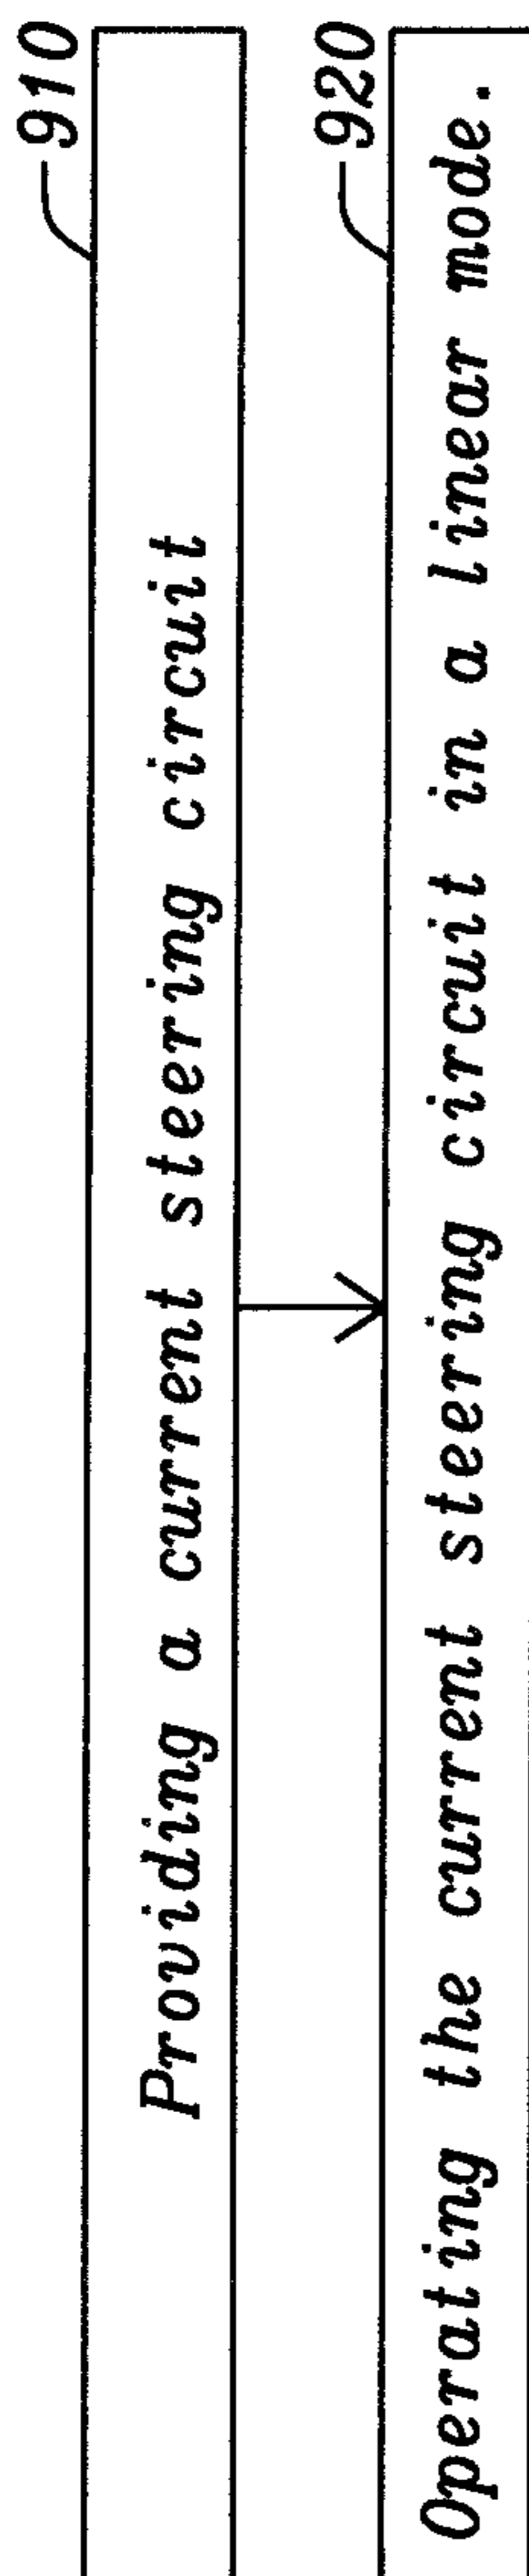 910
Providing a current steering circuit
920
Operating the current steering circuit in a linear mode.